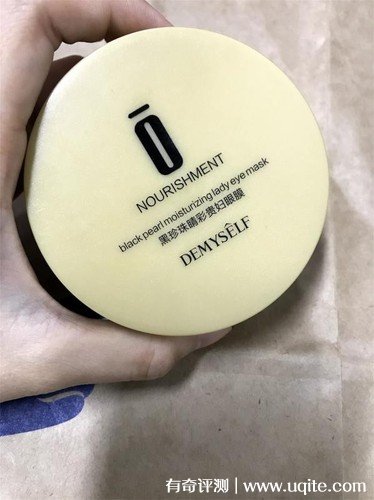 NOURISHMENT
black pearl moisturizing lady eye mask
黑珍珠睛彩贵妇眼膜
DEMYSĒLF
有奇评测 | www.uqite.com